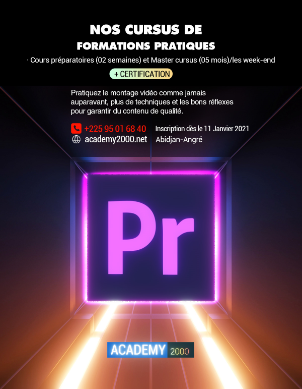 NOS CURSUS DE
FORMATIONS PRATIQUES
Cours préparatoires (02 semaines) et Master cursus (05 mois)/les week-end
+ CERTIFICATION
Pratiquez le montage vidéo comme jamais
auparavant, plus de techniques et les bons réflexes
pour garantir du contenu de qualité.
+225 95 01 68 40 Inscription dès le 11 Janvier 2021
academy2000.net Abidjan-Angré
Pr
ACADEMY 2000